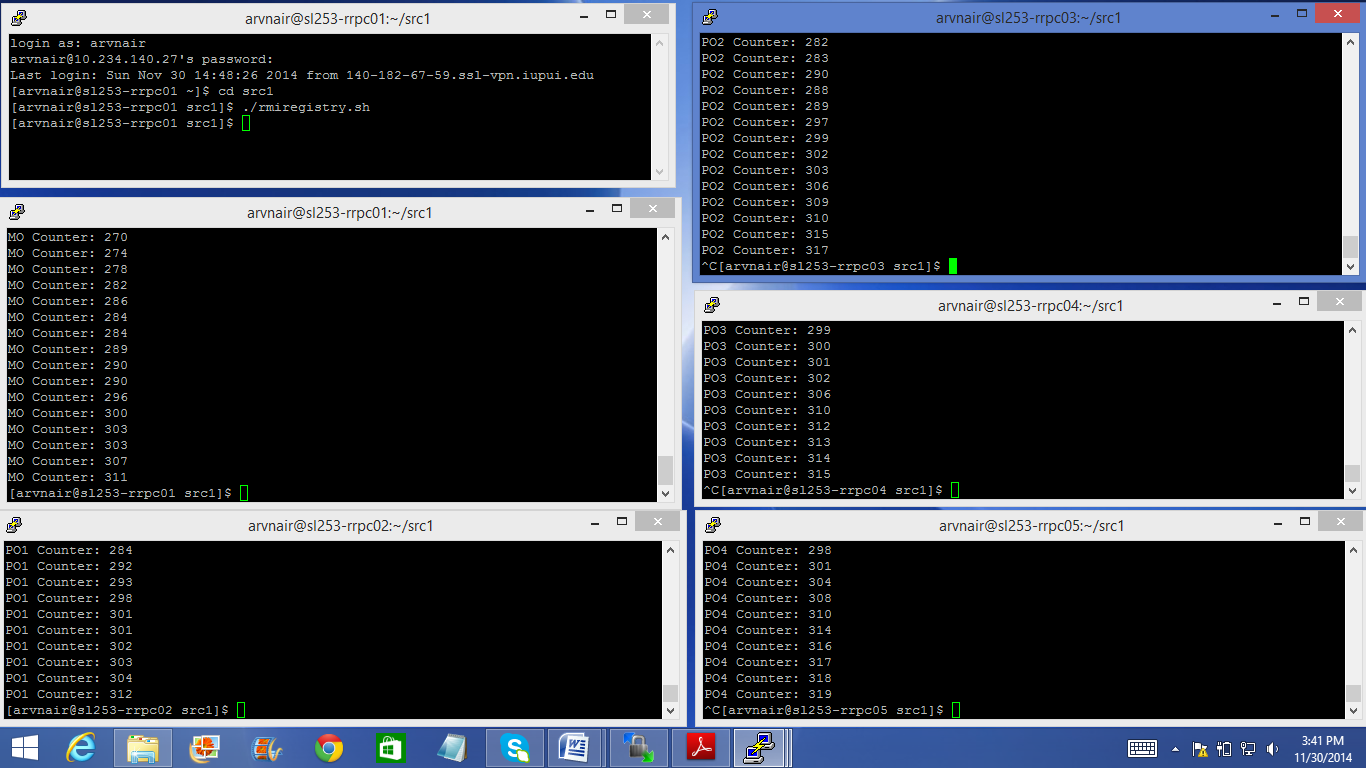 arvnair@sl253-rrpc01:~/src1
login as: arvnair
arvnair@10.234.140.27's password:
Last login: Sun Nov 30 14:48:26 2014 from 140-182-67-59.ssl-vpn.iupui.edu
[arvnair@sl253-rrpc01 ~]$ cd src1
[arvnair@sl253-rrpc01 src1]$ ./rmiregistry.sh
[arvnair@sl253-rrpc01 src1]$
arvnair@sl253-rrpc01:~/src1
MO Counter: 270
MO Counter: 274
MO Counter: 278
MO Counter: 282
MO Counter: 286
MO Counter: 284
MO Counter: 284
MO Counter: 289
MO Counter: 290
MO Counter: 290
MO Counter: 296
MO Counter: 300
MO Counter: 303
MO Counter: 303
MO Counter: 307
MO Counter: 311
[arvnair@sl253-rrpc01 src1]$
arvnair@sl253-rrpc02:~/src1
PO1 Counter: 284
PO1 Counter: 292
PO1 Counter: 293
PO1 Counter: 298
PO1 Counter: 301
PO1 Counter: 301
PO1 Counter: 302
PO1 Counter: 303
PO1 Counter: 304
PO1 Counter: 312
[arvnair@sl253-rrpc02 src1]$
arvnair@sl253-rrpc03:~/src1
PO2 Counter: 282
PO2 Counter: 283
PO2 Counter: 290
PO2 Counter: 288
PO2 Counter: 289
PO2 Counter: 297
PO2 Counter: 299
PO2 Counter: 302
PO2 Counter: 303
PO2 Counter: 306
PO2 Counter: 309
PO2 Counter: 310
PO2 Counter: 315
PO2 Counter: 317
^C[arvnair@sl253-rrpc03 src1]$
arvnair@sl253-rrpc04:~/src1
PO3 Counter: 299
PO3 Counter: 300
PO3 Counter: 301
PO3 Counter: 302
PO3 Counter: 306
PO3 Counter: 310
PO3 Counter: 312
PO3 Counter: 313
PO3 Counter: 314
PO3 Counter: 315
^C[arvnair@sl253-rrpc04 src1]$
arvnair@sl253-rrpc05:~/src1
PO4 Counter: 298
PO4 Counter: 301
PO4 Counter: 304
PO4 Counter: 308
PO4 Counter: 310
PO4 Counter: 314
PO4 Counter: 316
PO4 Counter: 317
PO4 Counter: 318
PO4 Counter: 319
^C[arvnair@sl253-rrpc05 src1]$
3:41 PM
11/30/2014